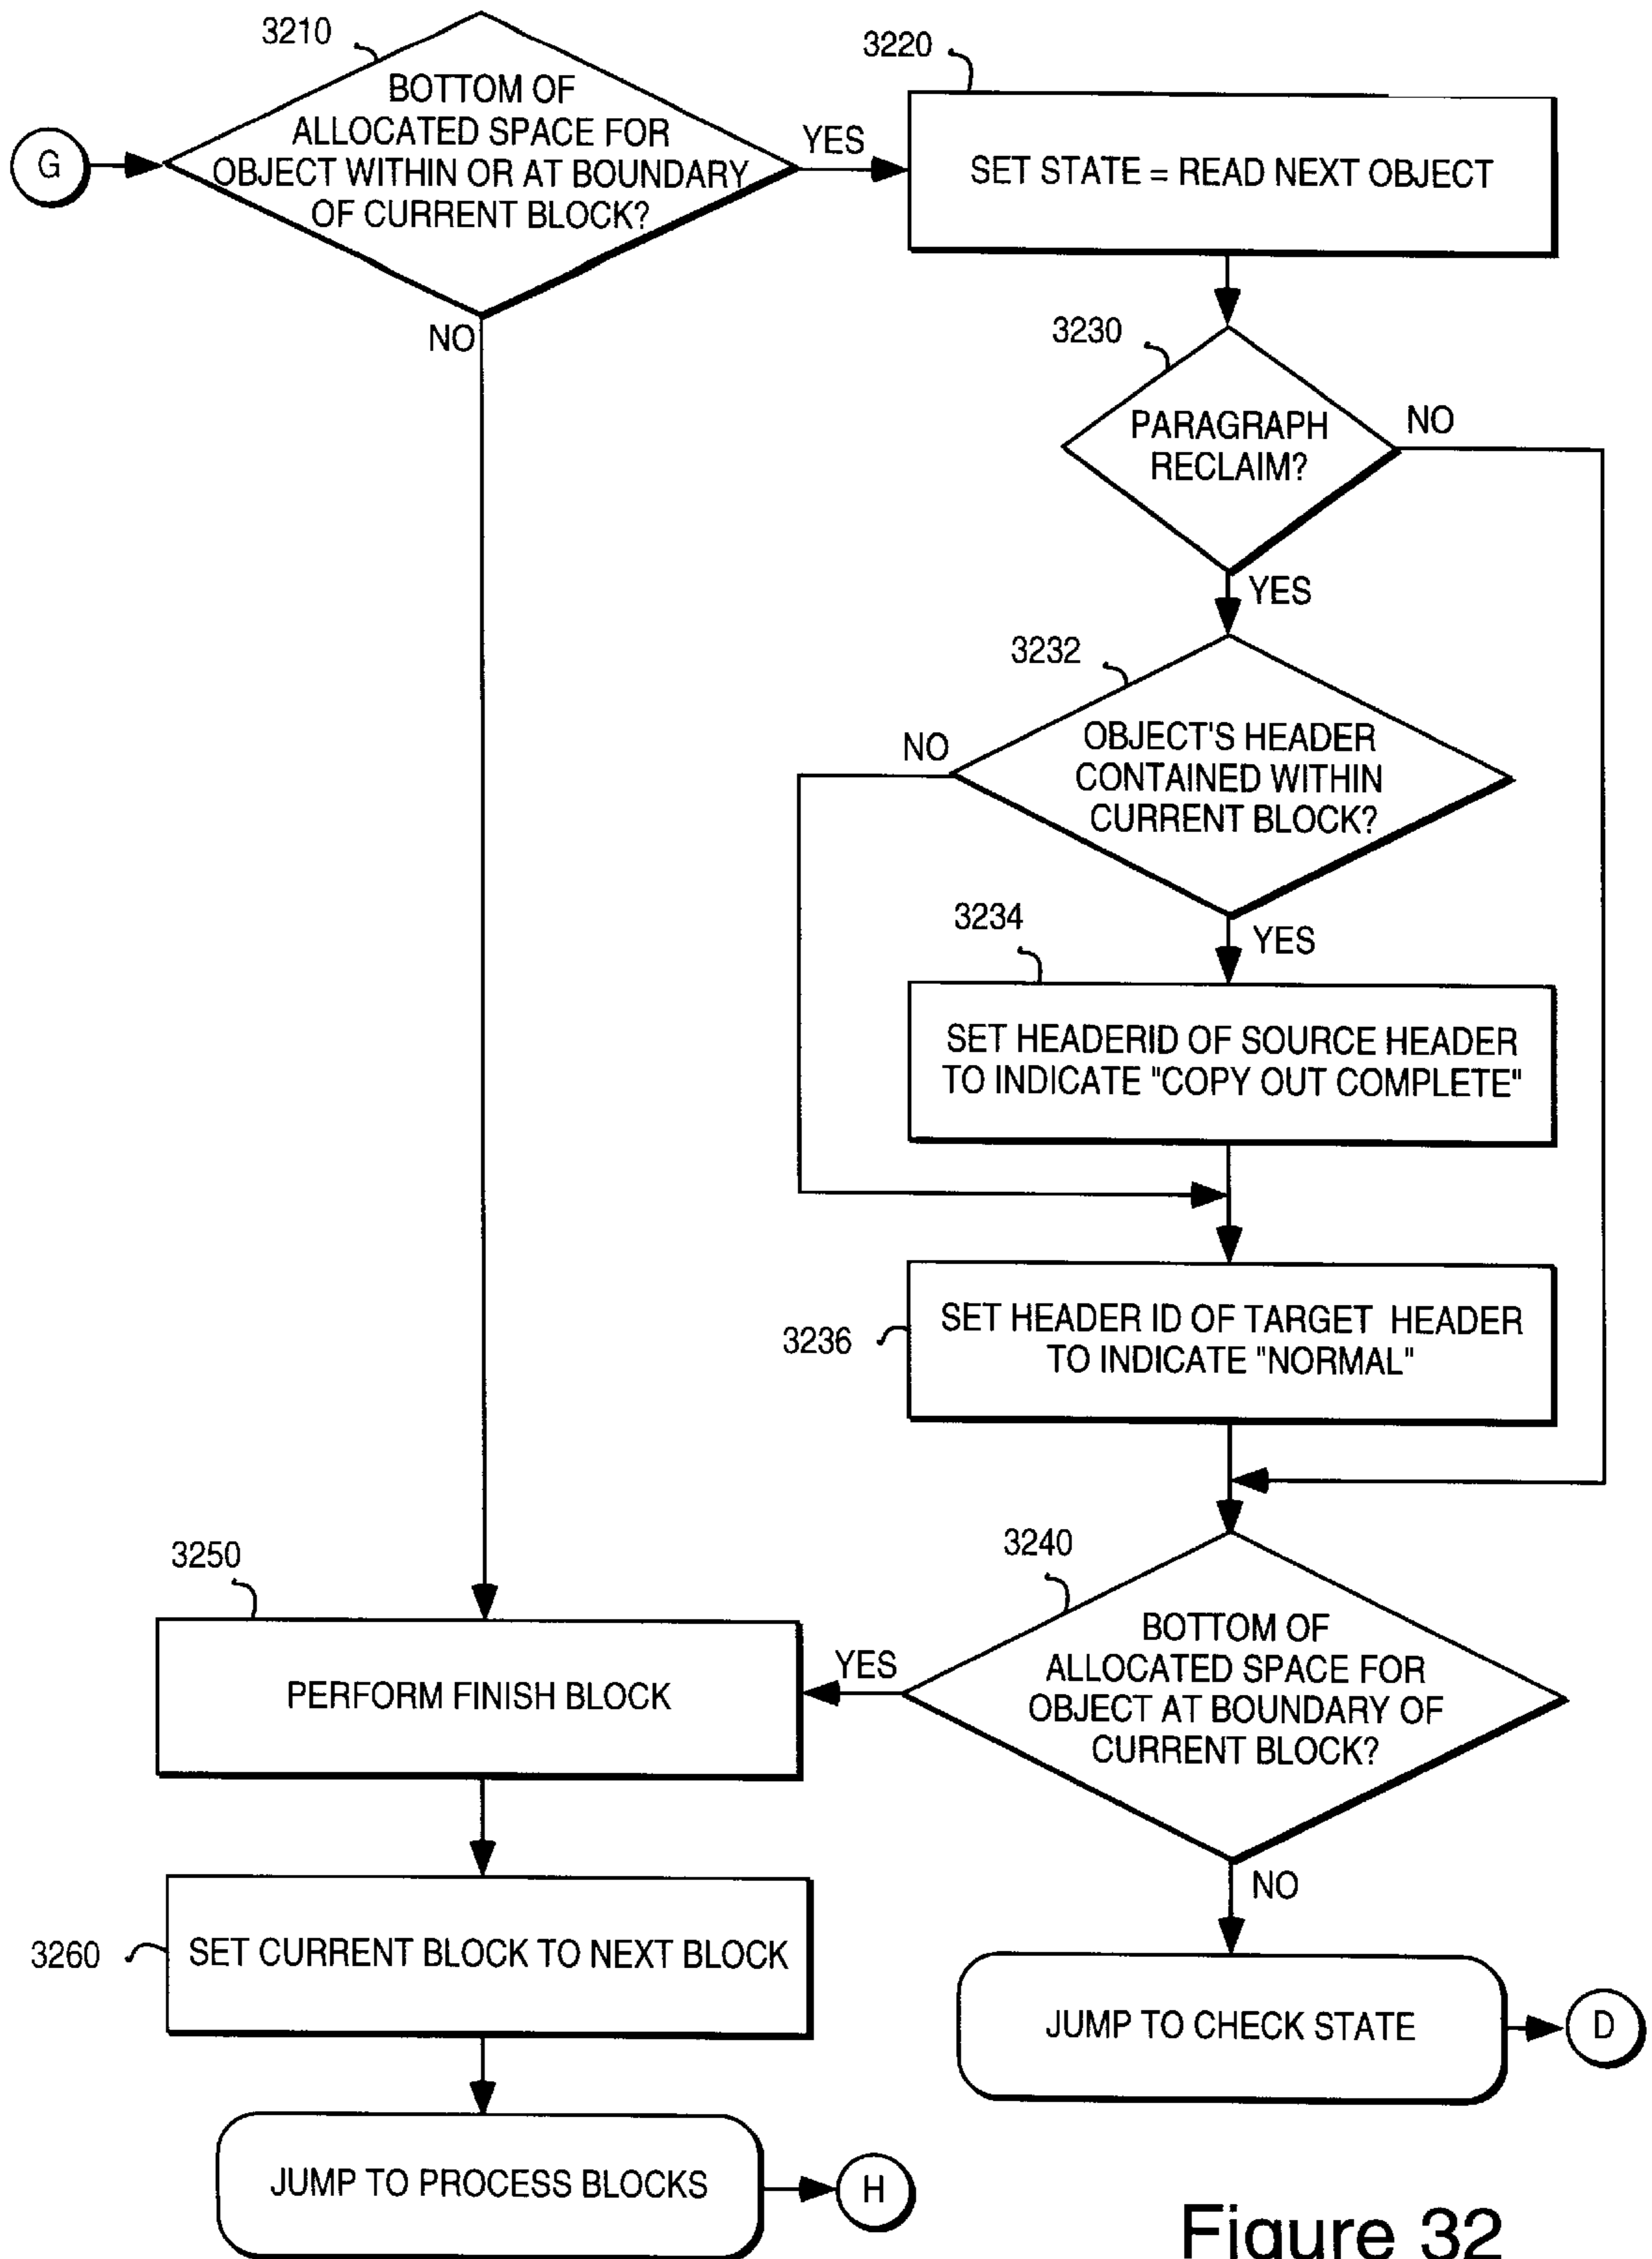 3210
BOTTOM OF
ALLOCATED SPACE FOR
OBJECT WITHIN OR AT BOUNDARY
OF CURRENT BLOCK?
G
YES
NO
3220
SET STATE = READ NEXT OBJECT
3230
PARAGRAPH
RECLAIM?
NO
YES
3232
OBJECT'S HEADER
CONTAINED WITHIN
CURRENT BLOCK?
NO
YES
3234
SET HEADERID OF SOURCE HEADER
TO INDICATE "COPY OUT COMPLETE"
3236
SET HEADER ID OF TARGET HEADER
TO INDICATE "NORMAL"
3240
BOTTOM OF
ALLOCATED SPACE FOR
OBJECT AT BOUNDARY OF
CURRENT BLOCK?
YES
NO
3250
PERFORM FINISH BLOCK
3260
SET CURRENT BLOCK TO NEXT BLOCK
JUMP TO CHECK STATE
D
JUMP TO PROCESS BLOCKS
H
Figure 32